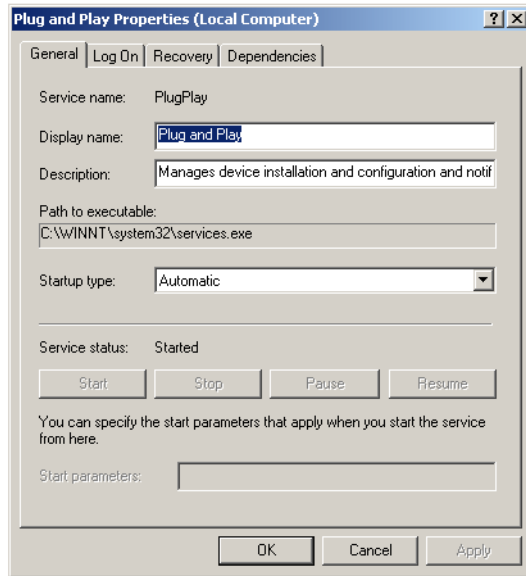 Plug and Play Properties (Local Computer)
General Log On Recovery Dependencies
Service name: PlugPlay
Display name: Plug and Play
Description: Manages device installation and configuration and notif
Path to executable:
C:\WINNT\system32\services.exe
Startup type: Automatic
Service status: Started
Start Stop Pause Resume
You can specify the start parameters that apply when you start the service
from here.
Start parameters:
OK Cancel Apply